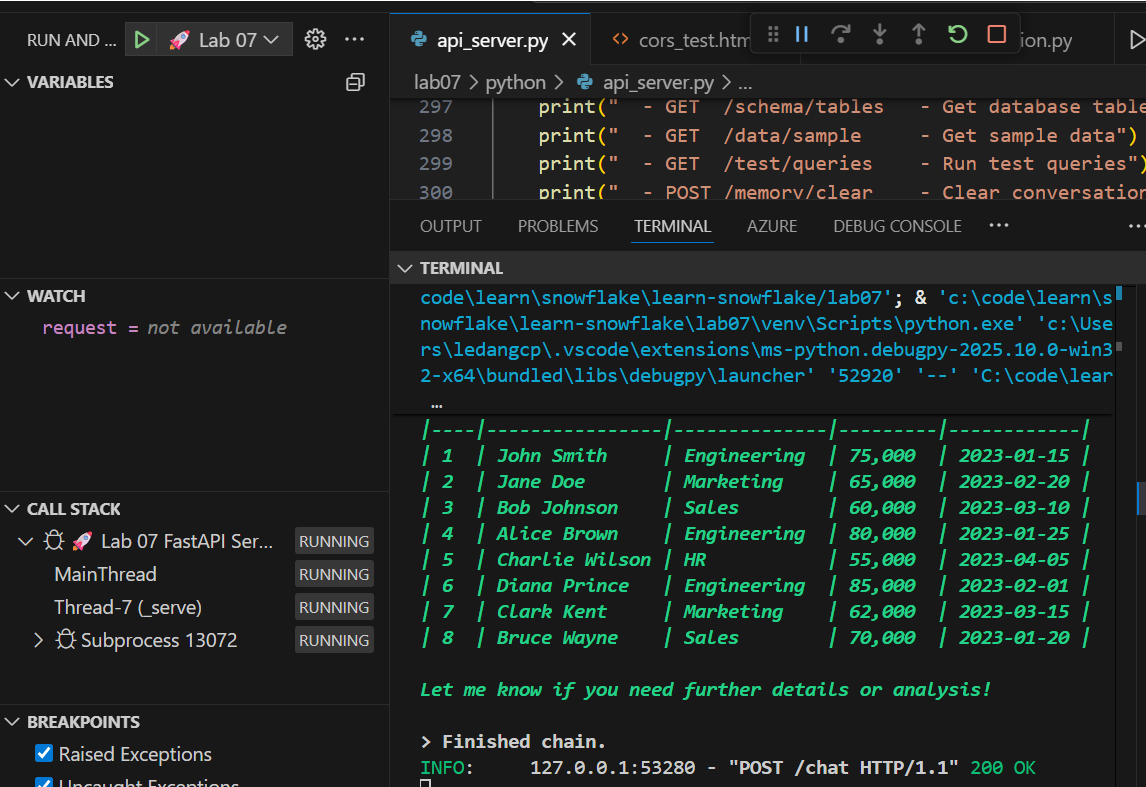 RUN AND ... Lab 07
VARIABLES
WATCH
request = not available
CALL STACK
Lab 07 FastAPI Ser... RUNNING
MainThread RUNNING
Thread-7 (_serve) RUNNING
Subprocess 13072 RUNNING
BREAKPOINTS
Raised Exceptions
Uncaught Exceptions
api_server.py cors_test.htm ion.py
lab07 > python > api_server.py > ...
297 print(" - GET /schema/tables - Get database table
298 print(" - GET /data/sample - Get sample data")
299 print(" - GET /test/queries - Run test queries")
300 print(" - POST /memory/clear - Clear conversation
OUTPUT PROBLEMS TERMINAL AZURE DEBUG CONSOLE ...
TERMINAL
code\learn\snowflake\learn-snowflake/lab07'; & 'c:\code\learn\s
nowflake\learn-snowflake\lab07\venv\Scripts\python.exe' 'c:\Use
rs\ledangcp\.vscode\extensions\ms-python.debugpy-2025.10.0-win3
2-x64\bundled\libs\debugpy\launcher' '52920' '--' 'C:\code\lear
...
|----|----------------|--------------|---------|------------|
| 1 | John Smith | Engineering | 75,000 | 2023-01-15 |
| 2 | Jane Doe | Marketing | 65,000 | 2023-02-20 |
| 3 | Bob Johnson | Sales | 60,000 | 2023-03-10 |
| 4 | Alice Brown | Engineering | 80,000 | 2023-01-25 |
| 5 | Charlie Wilson | HR | 55,000 | 2023-04-05 |
| 6 | Diana Prince | Engineering | 85,000 | 2023-02-01 |
| 7 | Clark Kent | Marketing | 62,000 | 2023-03-15 |
| 8 | Bruce Wayne | Sales | 70,000 | 2023-01-20 |
Let me know if you need further details or analysis!
> Finished chain.
INFO: 127.0.0.1:53280 - "POST /chat HTTP/1.1" 200 OK